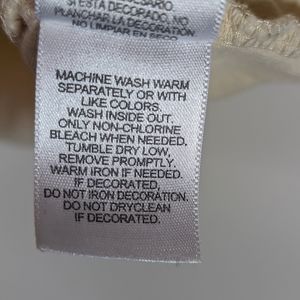 SI ESTA DECORADO, NO
PLANCHAR LA DECORATION
NO LIMPIAR EN SECO
MACHINE WASH WARM
SEPARATELY OR WITH
LIKE COLORS.
WASH INSIDE OUT.
ONLY NON-CHLORINE
BLEACH WHEN NEEDED.
TUMBLE DRY LOW,
REMOVE PROMPTLY.
WARM IRON IF NEEDED.
IF DECORATED,
DO NOT IRON DECORATION.
DO NOT DRYCLEAN
IF DECORATED.